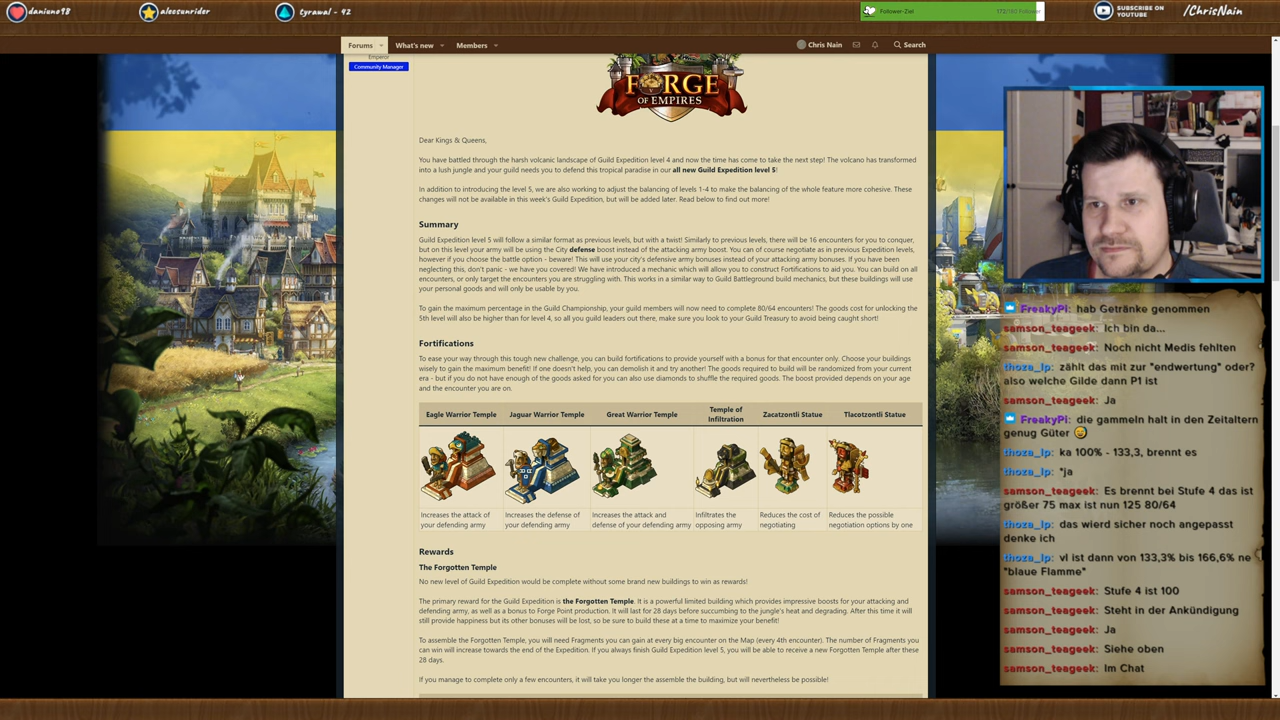 daniuno98
aleesunrider
tyrawal - 42
Follower-Ziel
172/180 Follower
SUBSCRIBE ON
YOUTUBE
/ChrisNain
Forums
What's new
Members
Chris Nain
Search
Emperor
Community Manager
FORGE
OF EMPIRES
Dear Kings & Queens,
You have battled through the harsh volcanic landscape of Guild Expedition level 4 and now the time has come to take the next step! The volcano has transformed
into a lush jungle and your guild needs you to defend this tropical paradise in our all new Guild Expedition level 5!
In addition to introducing the level 5, we are also working to adjust the balancing of levels 1-4 to make the balancing of the whole feature more cohesive. These
changes will not be available in this week's Guild Expedition, but will be added later. Read below to find out more!
Summary
Guild Expedition level 5 will follow a similar format as previous levels, but with a twist! Similarly to previous levels, there will be 16 encounters for you to conquer,
but on this level your army will be using the City defense boost instead of the attacking army boost. You can of course negotiate as in previous Expedition levels,
however if you choose the battle option - beware! This will use your city's defensive army bonuses instead of your attacking army bonuses. If you have been
neglecting this, don't panic - we have you covered! We have introduced a mechanic which will allow you to construct Fortifications to aid you. You can build on all
encounters, or only target the encounters you are struggling with. This works in a similar way to Guild Battleground build mechanics, but these buildings will use
your personal goods and will only be usable by you.
To gain the maximum percentage in the Guild Championship, your guild members will now need to complete 80/64 encounters! The goods cost for unlocking the
5th level will also be higher than for level 4, so all you guild leaders out there, make sure you look to your Guild Treasury to avoid being caught short!
Fortifications
To ease your way through this tough new challenge, you can build fortifications to provide yourself with a bonus for that encounter only. Choose your buildings
wisely to gain the maximum benefit! If one doesn't help, you can demolish it and try another! The goods required to build will be randomized from your current
era - but if you do not have enough of the goods asked for you can also use diamonds to shuffle the required goods. The boost provided depends on your age
and the encounter you are on.
Eagle Warrior Temple
Jaguar Warrior Temple
Great Warrior Temple
Temple of
Infiltration
Zacatzontli Statue
Tlacotzontli Statue
Increases the attack of
your defending army
Increases the defense of
your defending army
Increases the attack and
defense of your defending army
Infiltrates the
opposing army
Reduces the cost of
negotiating
Reduces the possible
negotiation options by one
Rewards
The Forgotten Temple
No new level of Guild Expedition would be complete without some brand new buildings to win as rewards!
The primary reward for the Guild Expedition is the Forgotten Temple. It is a powerful limited building which provides impressive boosts for your attacking and
defending army, as well as a bonus to Forge Point production. It will last for 28 days before succumbing to the jungle's heat and degrading. After this time it will
still provide happiness but its other bonuses will be lost, so be sure to build these at a time to maximize your benefit!
To assemble the Forgotten Temple, you will need Fragments you can gain at every big encounter on the Map (every 4th encounter). The number of Fragments you
can win will increase towards the end of the Expedition. If you always finish Guild Expedition level 5, you will be able to receive a new Forgotten Temple after these
28 days.
If you manage to complete only a few encounters, it will take you longer the assemble the building, but will nevertheless be possible!
FreakyPi: hab Getränke genommen
samson_teageek: Ich bin da...
samson_teageek: Noch nicht Medis fehlten
thoza_lp: zählt das mit zur "endwertung" oder?
also welche Gilde dann P1 ist
samson_teageek: Ja
FreakyPi: die gammeln halt in den Zeitaltern
genug Güter
thoza_lp: ka 100% - 133,3, brennt es
thoza_lp: *ja
samson_teageek: Es brennt bei Stufe 4 das ist
größer 75 max ist nun 125 80/64
thoza_lp: das wierd sicher noch angepasst
denke ich
thoza_lp: vl ist dann von 133,3% bis 166,6% ne
"blaue Flamme"
samson_teageek: Stufe 4 ist 100
samson_teageek: Steht in der Ankündigung
samson_teageek: Ja
samson_teageek: Siehe oben
samson_teageek: Im Chat